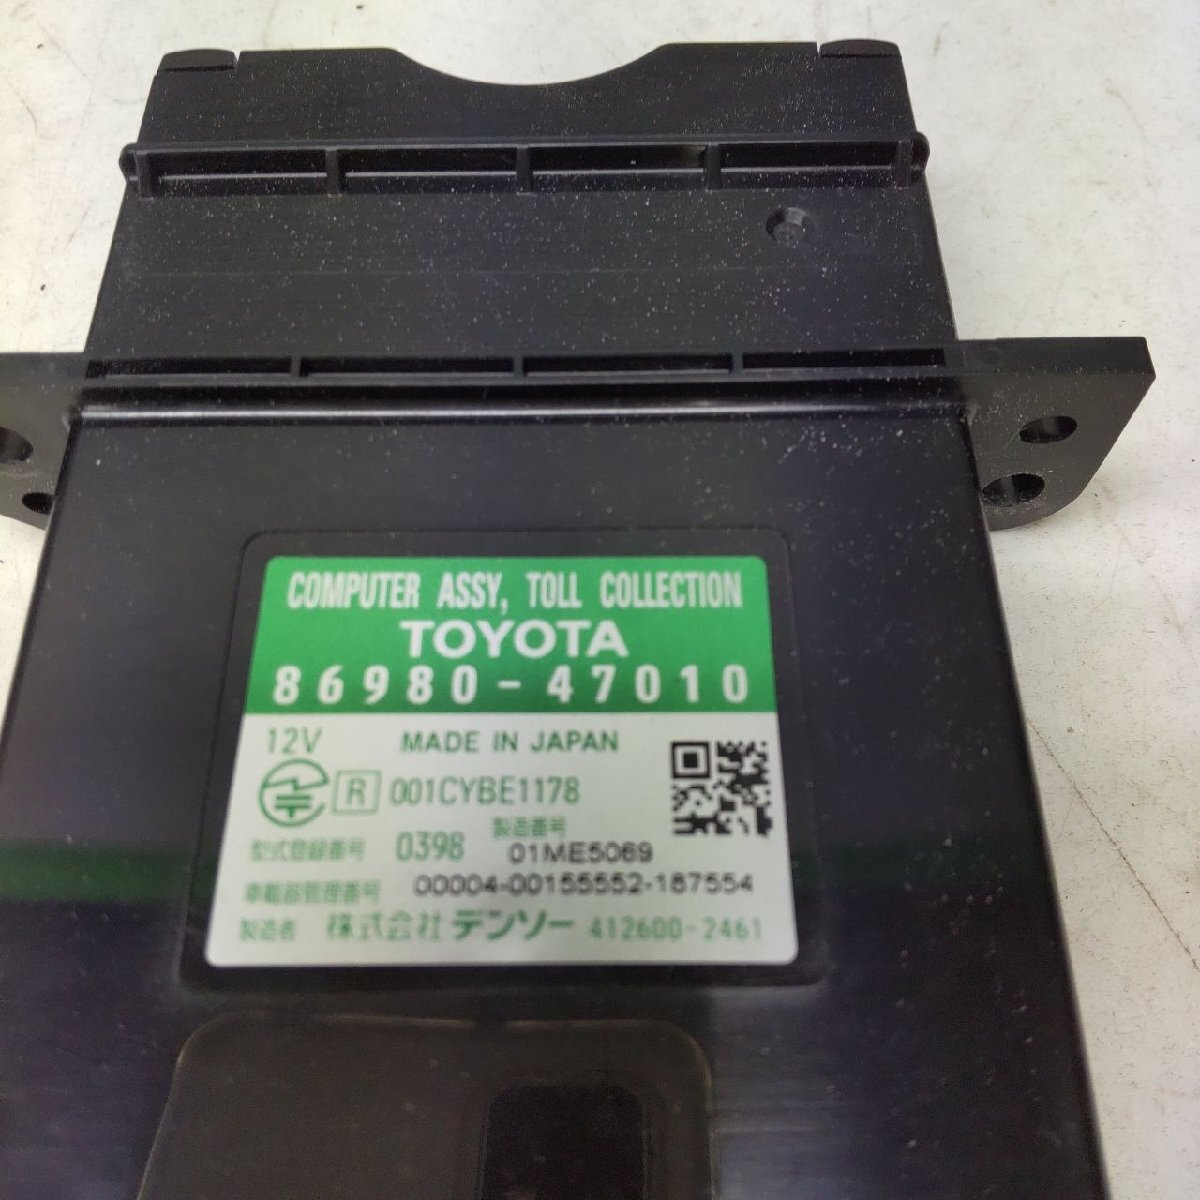 COMPUTER ASSY, TOLL COLLECTION
TOYOTA
86980-47010
12V MADE IN JAPAN
R 001CYBE1178
製造番号
型式登録番号 0398 01ME5069
車載器管理番号 00004-00155552-187554
製造者 株式会社 デンソー 412600-2461